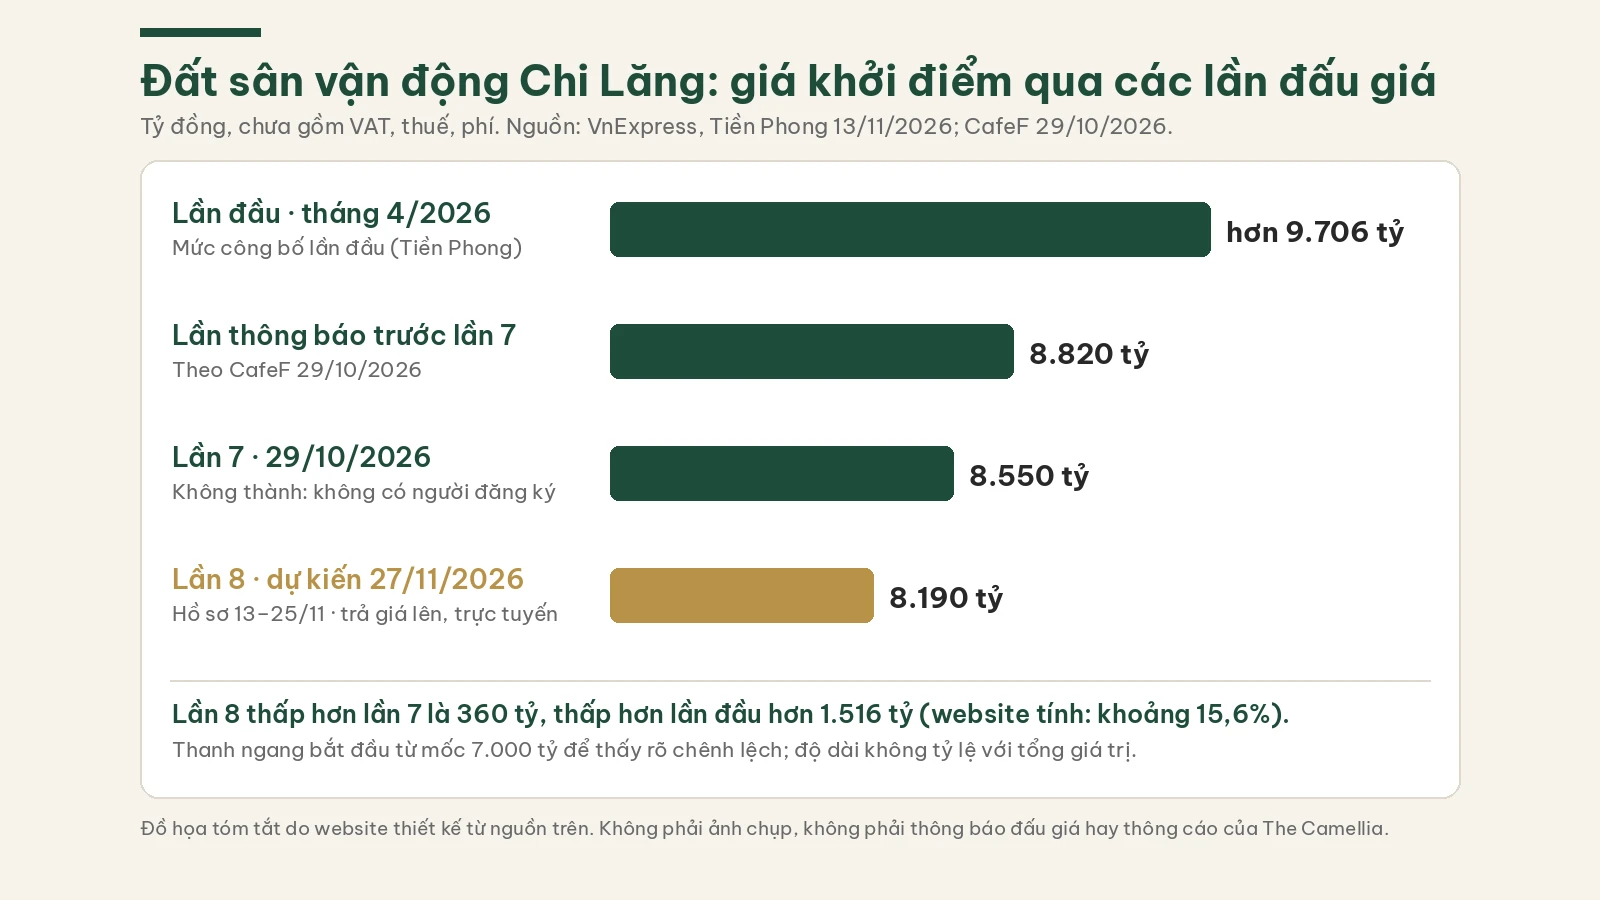 Đất sân vận động Chi Lăng: giá khởi điểm qua các lần đấu giá
Tỷ đồng, chưa gồm VAT, thuế, phí. Nguồn: VnExpress, Tiền Phong 13/11/2026; CafeF 29/10/2026.
Lần đầu · tháng 4/2026
Mức công bố lần đầu (Tiền Phong)
hơn 9.706 tỷ
Lần thông báo trước lần 7
Theo CafeF 29/10/2026
8.820 tỷ
Lần 7 · 29/10/2026
Không thành: không có người đăng ký
8.550 tỷ
Lần 8 · dự kiến 27/11/2026
Hồ sơ 13–25/11 · trả giá lên, trực tuyến
8.190 tỷ
Lần 8 thấp hơn lần 7 là 360 tỷ, thấp hơn lần đầu hơn 1.516 tỷ (website tính: khoảng 15,6%).
Thanh ngang bắt đầu từ mốc 7.000 tỷ để thấy rõ chênh lệch; độ dài không tỷ lệ với tổng giá trị.
Đồ họa tóm tắt do website thiết kế từ nguồn trên. Không phải ảnh chụp, không phải thông báo đấu giá hay thông cáo của The Camellia.